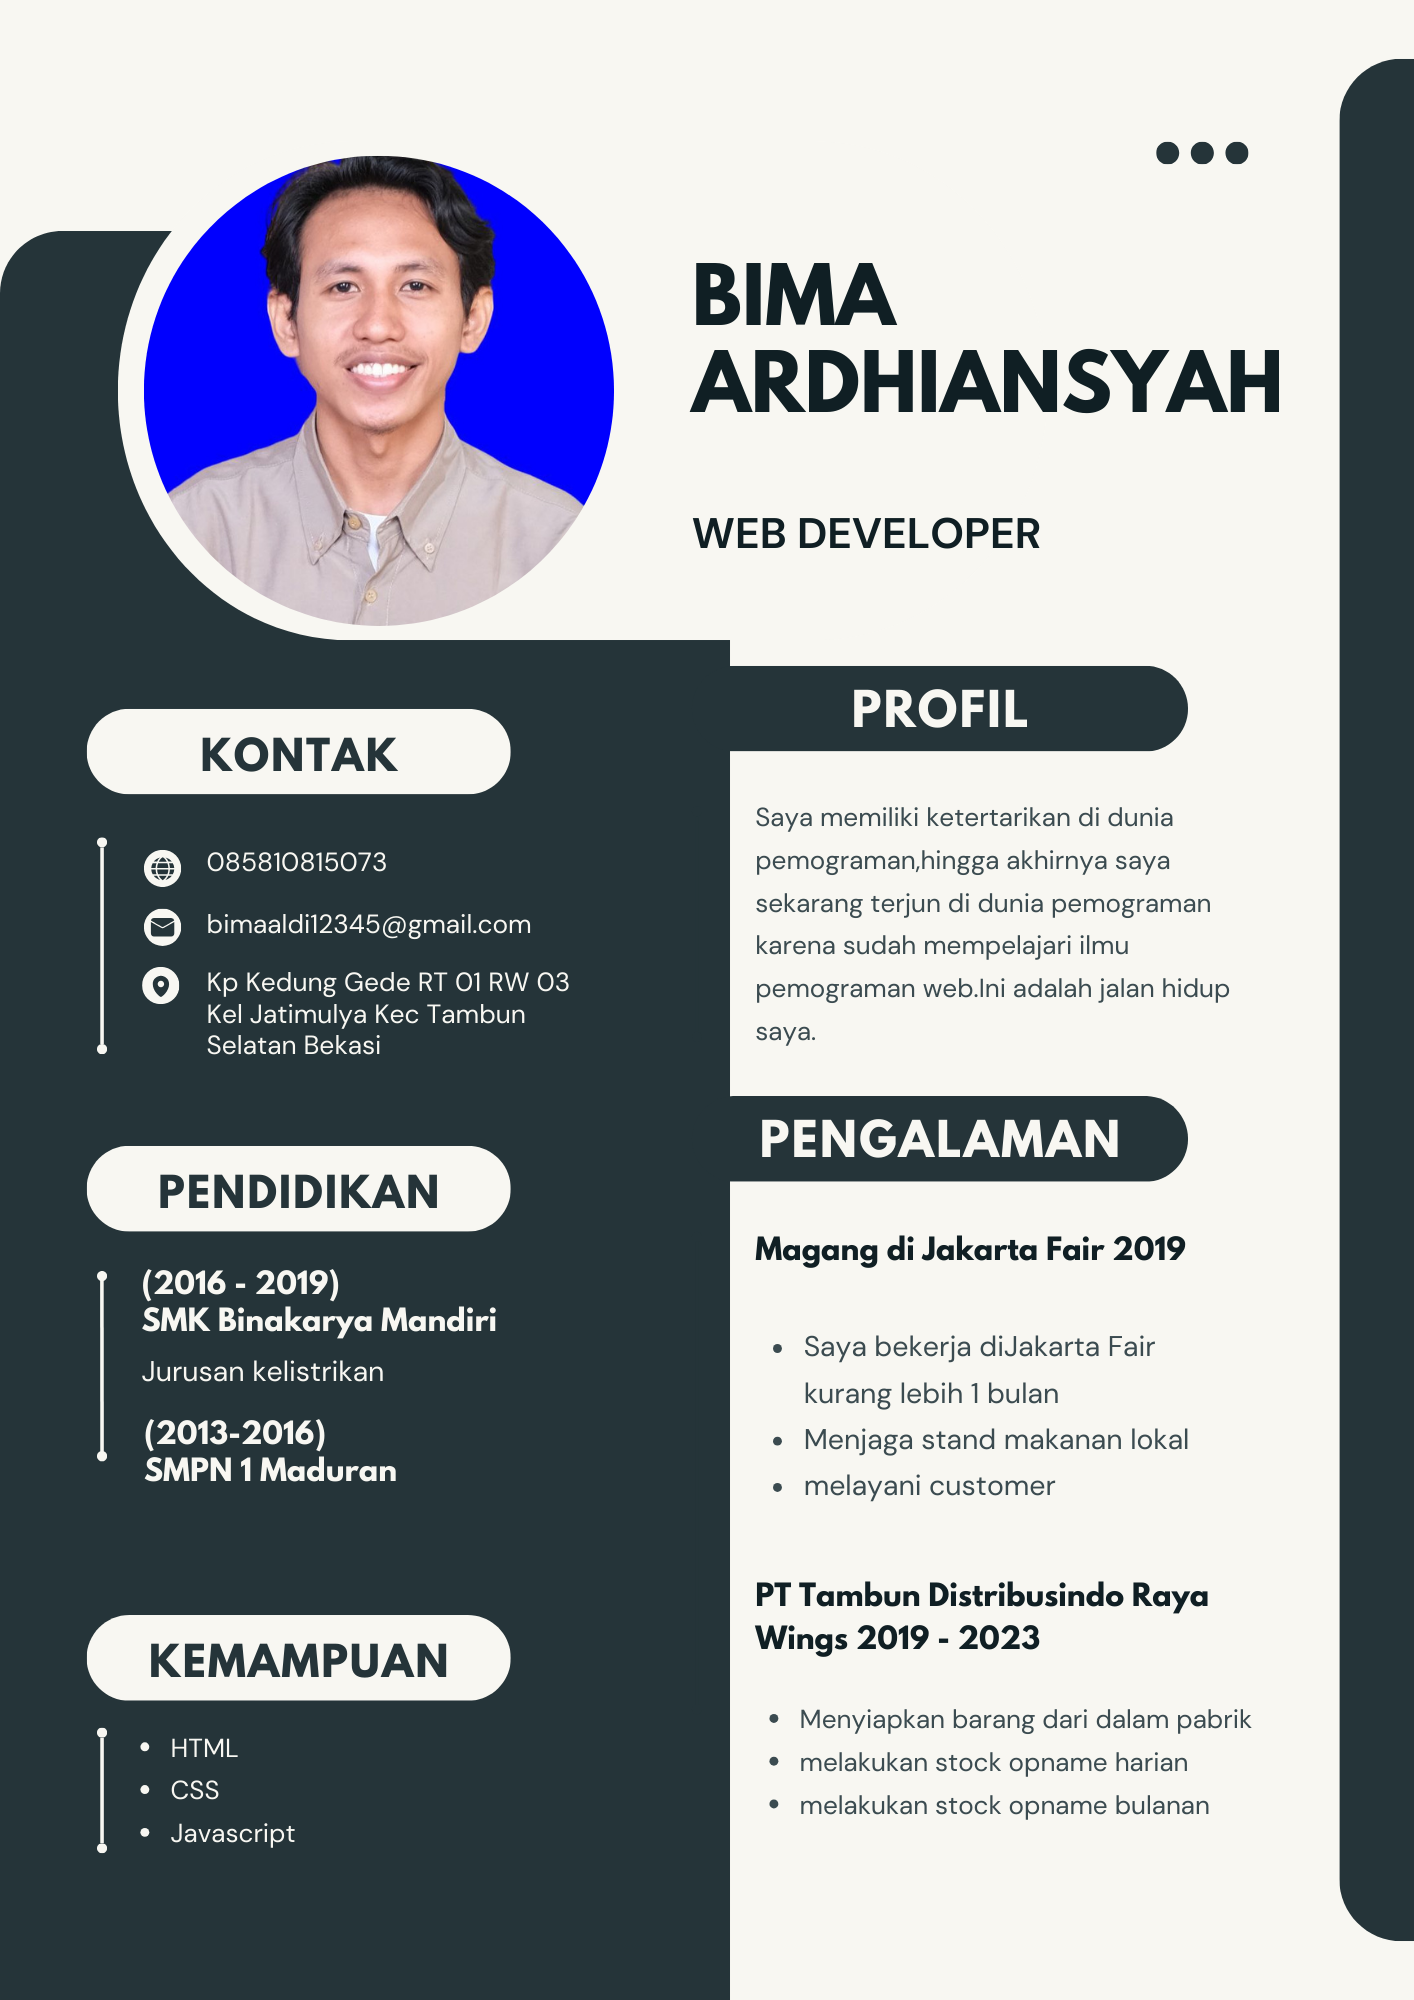 BIMA
ARDHIANSYAH
WEB DEVELOPER
KONTAK
085810815073
bimaaldi12345@gmail.com
Kp Kedung Gede RT 01 RW 03
Kel Jatimulya Kec Tambun
Selatan Bekasi
PENDIDIKAN
(2016 - 2019)
SMK Binakarya Mandiri
Jurusan kelistrikan
(2013-2016)
SMPN 1 Maduran
KEMAMPUAN
• HTML
• CSS
• Javascript
PROFIL
Saya memiliki ketertarikan di dunia
pemograman,hingga akhirnya saya
sekarang terjun di dunia pemograman
karena sudah mempelajari ilmu
pemograman web.Ini adalah jalan hidup
saya.
PENGALAMAN
Magang di Jakarta Fair 2019
• Saya bekerja diJakarta Fair
kurang lebih 1 bulan
• Menjaga stand makanan lokal
• melayani customer
PT Tambun Distribusindo Raya
Wings 2019 - 2023
• Menyiapkan barang dari dalam pabrik
• melakukan stock opname harian
• melakukan stock opname bulanan